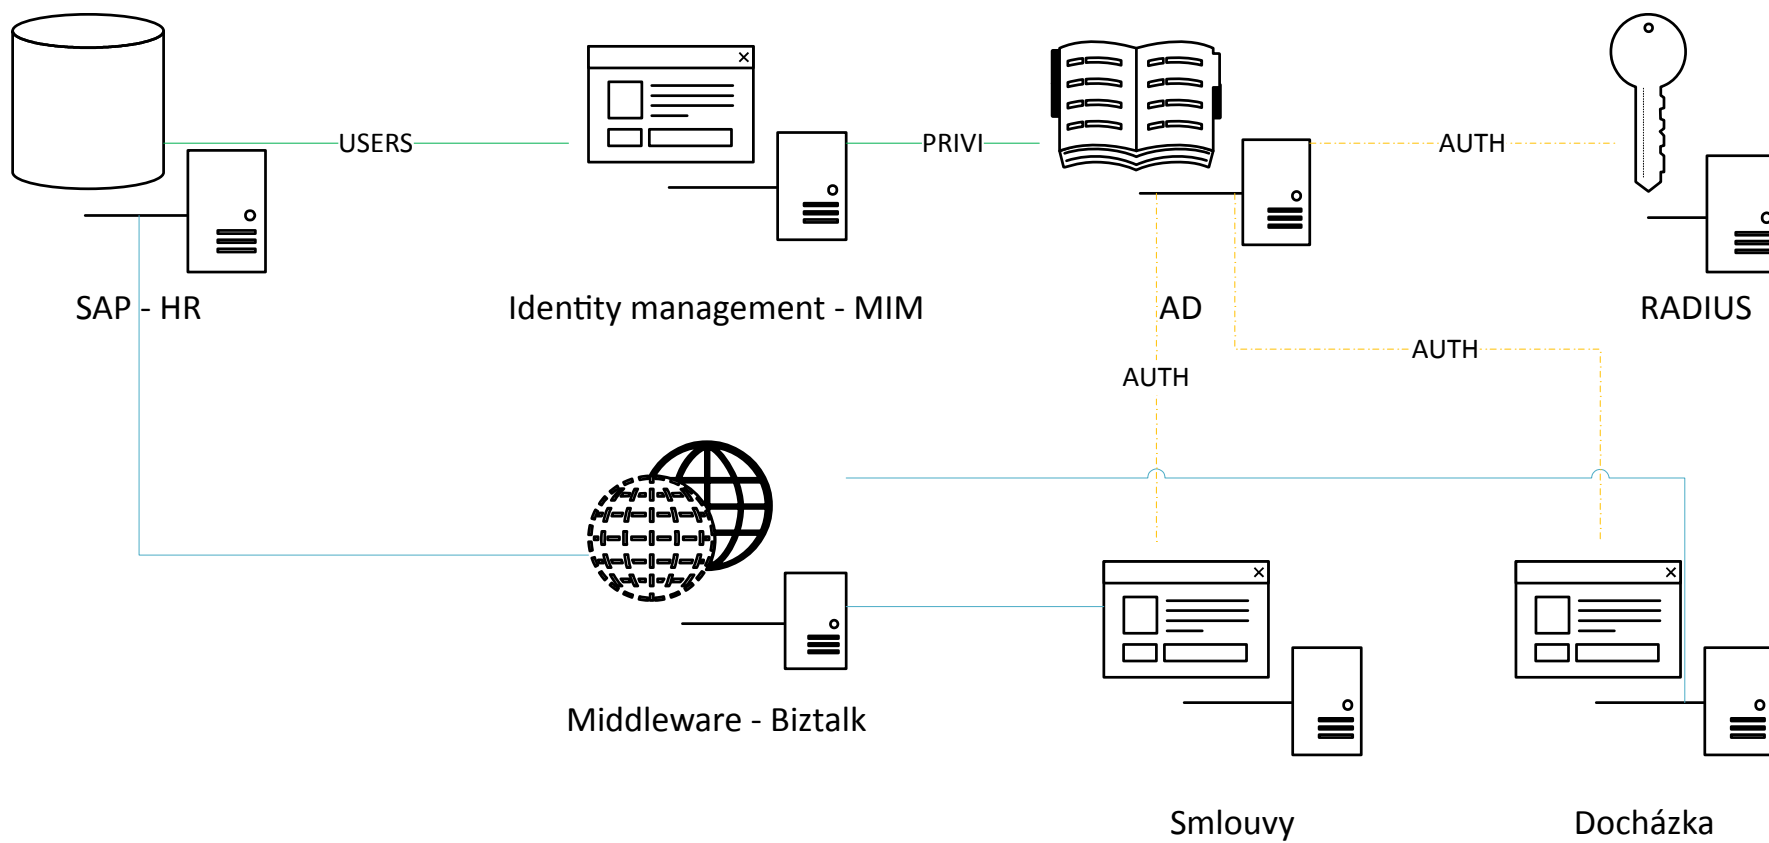 USERS
PRIVI
AUTH
SAP - HR
Identity management - MIM
AD
RADIUS
AUTH
AUTH
Middleware - Biztalk
Smlouvy
Docházka